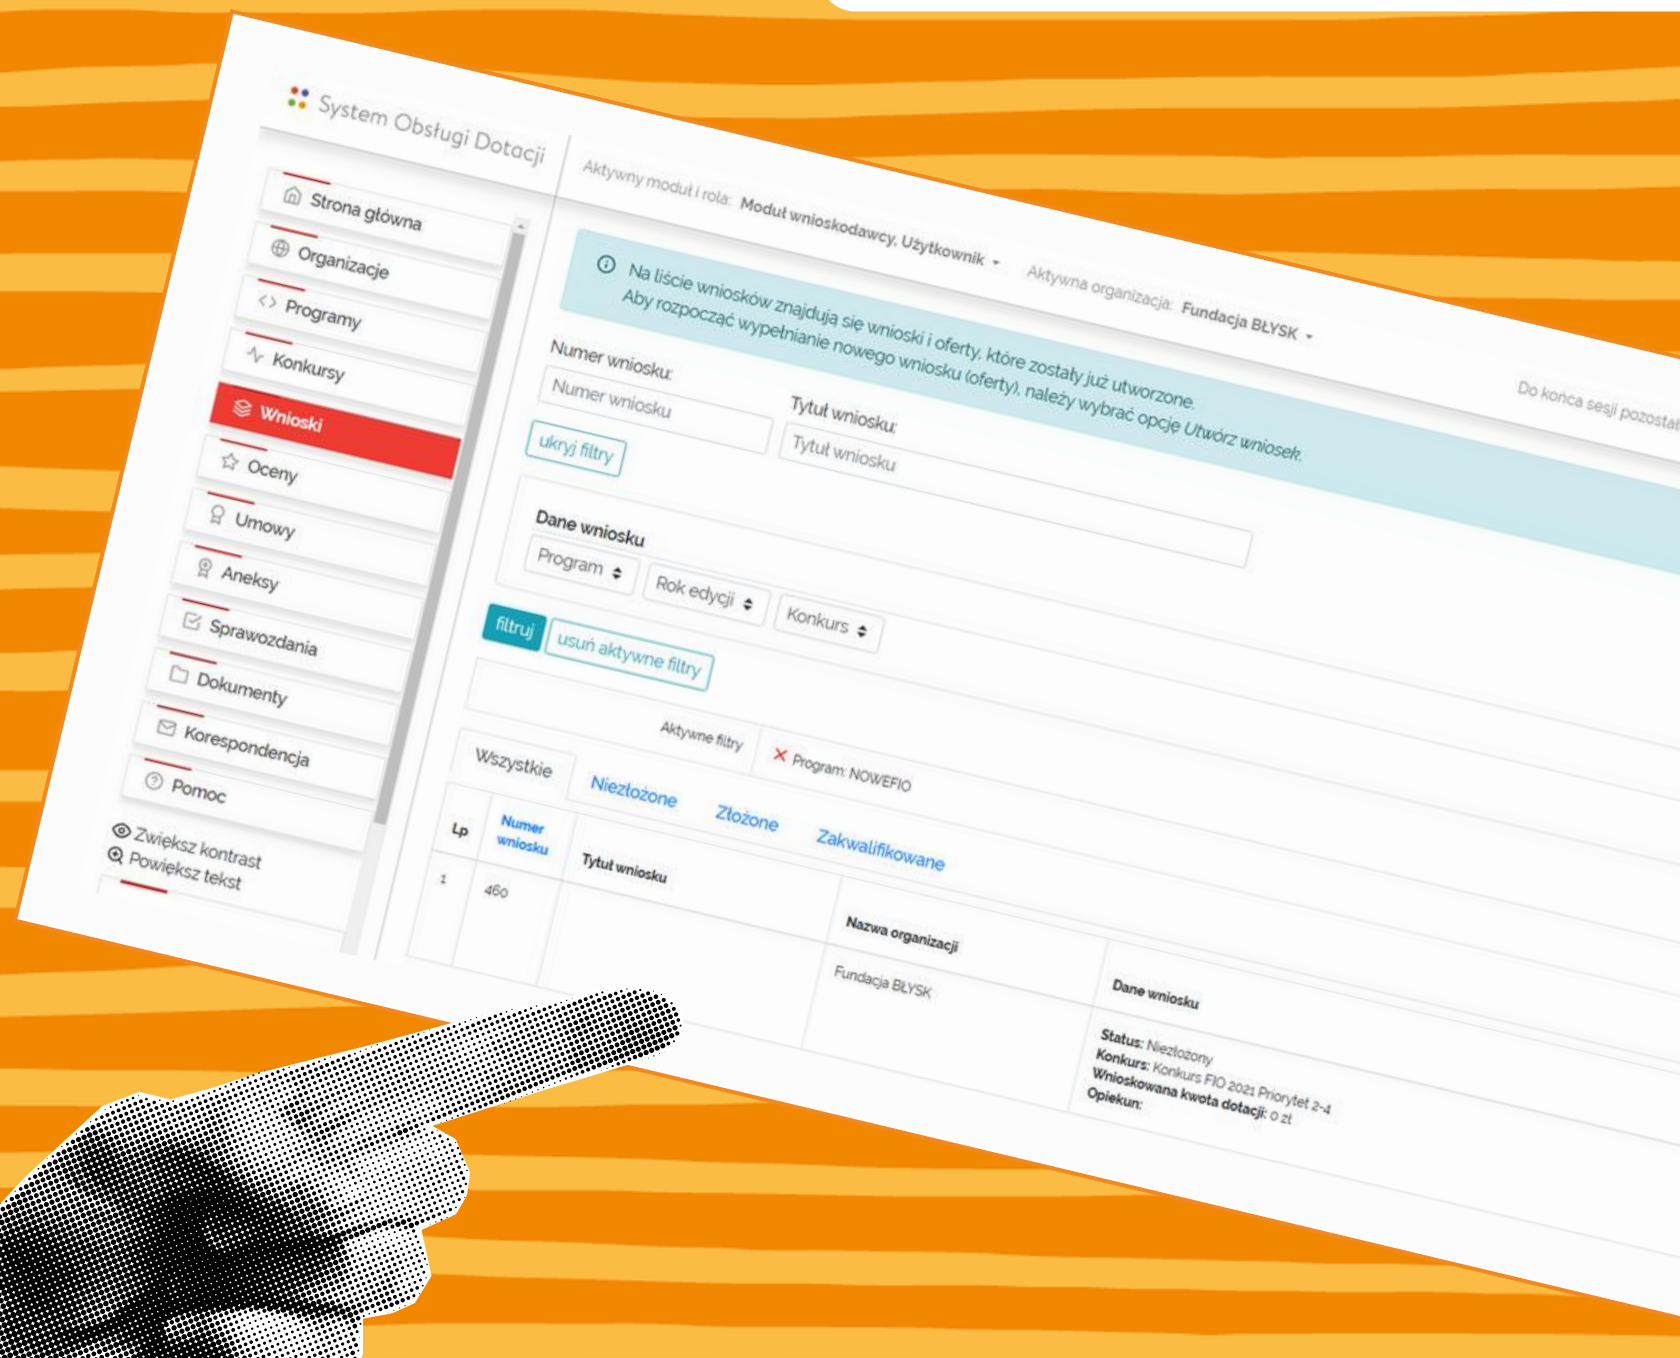 System Obsługi Dotacji
Aktywny moduł i rola: Moduł wnioskodawcy, Użytkownik
Aktywna organizacja: Fundacja BŁYSK
Do końca sesji
Strona główna
Organizacje
Programy
Konkursy
Wnioski
Oceny
Umowy
Aneksy
Sprawozdania
Dokumenty
Korespondencja
Pomoc
Zwiększ kontrast
Powiększ tekst
Na liście wniosków znajdują się wnioski i oferty, które zostały już utworzone.
Aby rozpocząć wypełnianie nowego wniosku (oferty), należy wybrać opcję Utwórz wniosek.
Numer wniosku:
Numer wniosku
Tytuł wniosku:
Tytuł wniosku
ukryj filtry
Dane wniosku
Program
Rok edycji
Konkurs
filtruj
usuń aktywne filtry
Aktywne filtry
Program: NOWEFIO
Wszystkie
Niezłożone
Złożone
Zakwalifikowane
Lp
Numer
wniosku
Tytuł wniosku
Nazwa organizacji
Dane wniosku
1
460
Fundacja BŁYSK
Status: Niezłożony
Konkurs: Konkurs FIO 2021 Priorytet 2-4
Wnioskowana kwota dotacji: 0 zł
Opiekun: